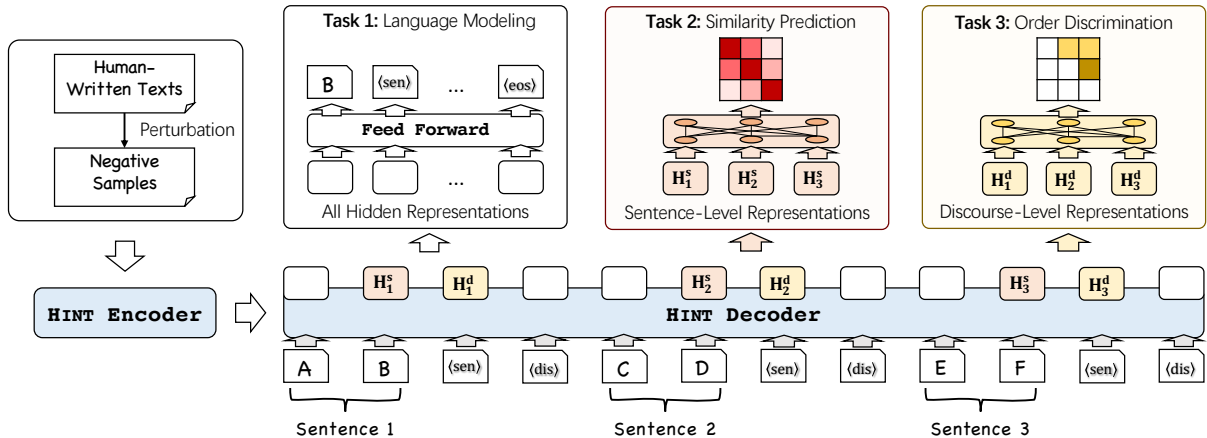 Human-
Written Texts
Perturbation
Negative
Samples
Task 1: Language Modeling
B ⟨sen⟩ ... ⟨eos⟩
Feed Forward
...
All Hidden Representations
Task 2: Similarity Prediction
H₁ˢ H₂ˢ H₃ˢ
Sentence-Level Representations
Task 3: Order Discrimination
H₁ᵈ H₂ᵈ H₃ᵈ
Discourse-Level Representations
HINT Encoder
H₁ˢ H₁ᵈ H₂ˢ H₂ᵈ H₃ˢ H₃ᵈ
HINT Decoder
A B ⟨sen⟩ ⟨dis⟩ C D ⟨sen⟩ ⟨dis⟩ E F ⟨sen⟩ ⟨dis⟩
Sentence 1 Sentence 2 Sentence 3